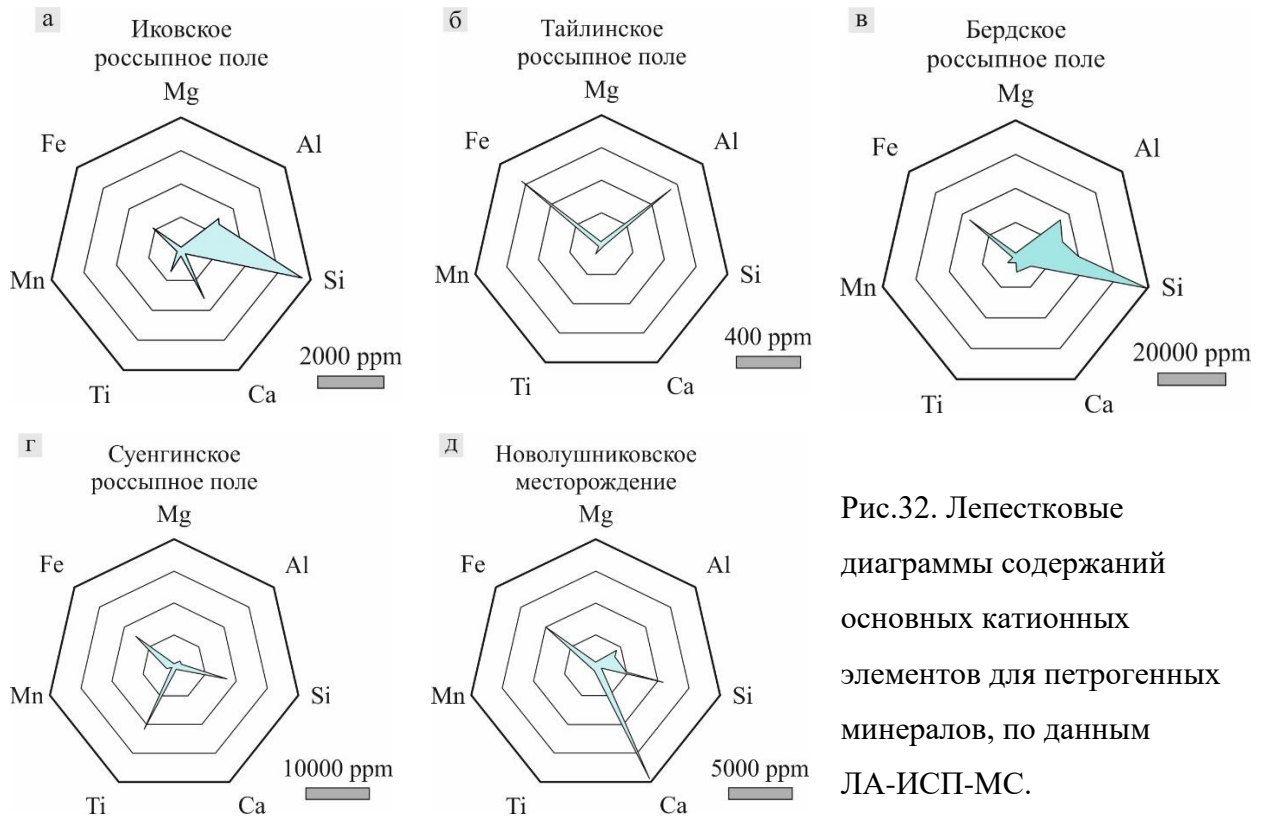 а
Иковское
россыпное поле
Mg
Fe
Al
Mn
Si
Ti
Ca
2000 ppm
б
Тайлинское
россыпное поле
Mg
Fe
Al
Mn
Si
Ti
Ca
400 ppm
в
Бердское
россыпное поле
Mg
Fe
Al
Mn
Si
Ti
Ca
20000 ppm
г
Суенгинское
россыпное поле
Mg
Fe
Al
Mn
Si
Ti
Ca
10000 ppm
д
Новолушниковское
месторождение
Mg
Fe
Al
Mn
Si
Ti
Ca
5000 ppm
Рис.32. Лепестковые
диаграммы содержаний
основных катионных
элементов для петрогенных
минералов, по данным
ЛА-ИСП-МС.